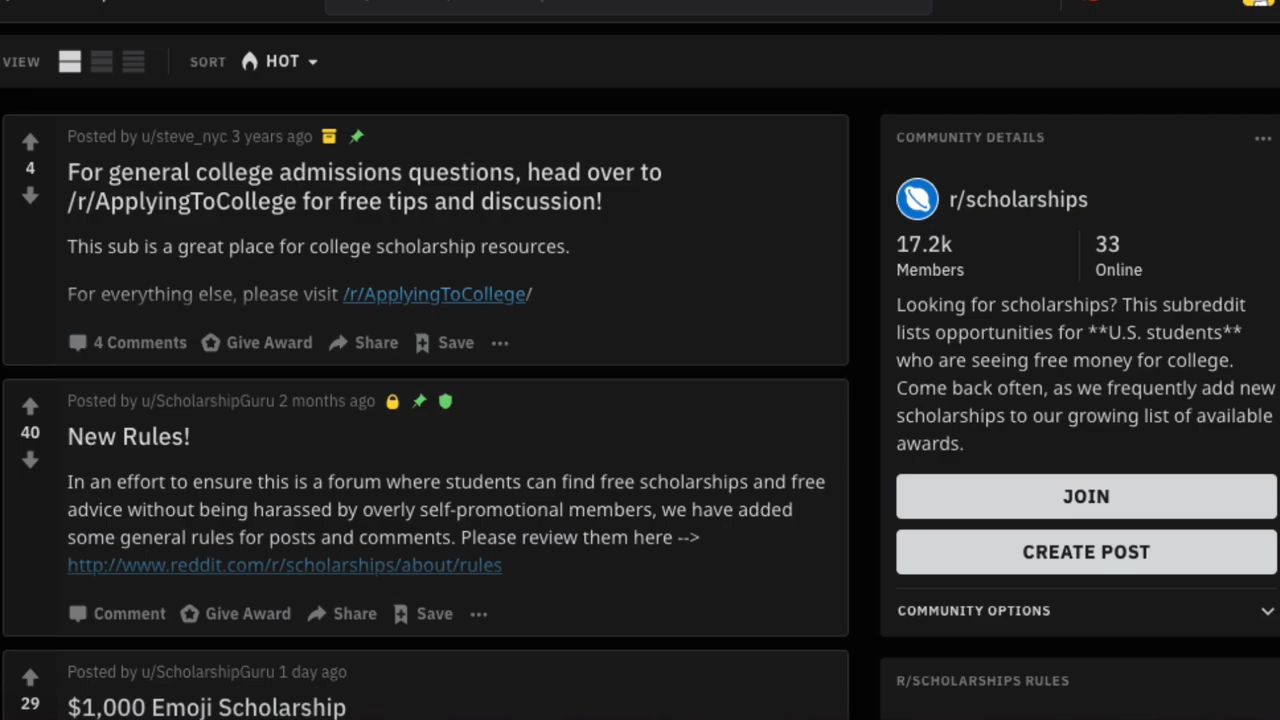 VIEW
SORT
HOT
Posted by u/steve_nyc 3 years ago
4
For general college admissions questions, head over to
/r/ApplyingToCollege for free tips and discussion!
This sub is a great place for college scholarship resources.
For everything else, please visit /r/ApplyingToCollege/
4 Comments
Give Award
Share
Save
Posted by u/ScholarshipGuru 2 months ago
40
New Rules!
In an effort to ensure this is a forum where students can find free scholarships and free
advice without being harassed by overly self-promotional members, we have added
some general rules for posts and comments. Please review them here -->
http://www.reddit.com/r/scholarships/about/rules
Comment
Give Award
Share
Save
Posted by u/ScholarshipGuru 1 day ago
29
$1,000 Emoji Scholarship
COMMUNITY DETAILS
r/scholarships
17.2k
Members
33
Online
Looking for scholarships? This subreddit
lists opportunities for **U.S. students**
who are seeing free money for college.
Come back often, as we frequently add new
scholarships to our growing list of available
awards.
JOIN
CREATE POST
COMMUNITY OPTIONS
R/SCHOLARSHIPS RULES